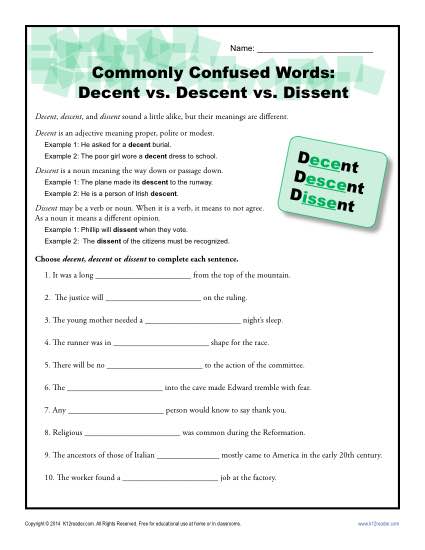 Name: ____________________________
Commonly Confused Words:
Decent vs. Descent vs. Dissent
Decent, descent, and dissent sound a little alike, but their meanings are different.
Decent is an adjective meaning proper, polite or modest.
Example 1: He asked for a decent burial.
Example 2: The poor girl wore a decent dress to school.
Descent is a noun meaning the way down or passage down.
Example 1: The plane made its descent to the runway.
Example 2: He is a person of Irish descent.
Dissent may be a verb or noun. When it is a verb, it means to not agree.
As a noun it means a different opinion.
Example 1: Phillip will dissent when they vote.
Example 2: The dissent of the citizens must be recognized.
Decent
Descent
Dissent
Choose decent, descent or dissent to complete each sentence.
1. It was a long _________________________ from the top of the mountain.
2. The justice will _________________________ on the ruling.
3. The young mother needed a _________________________ night's sleep.
4. The runner was in _________________________ shape for the race.
5. There will be no _________________________ to the action of the committee.
6. The _________________________ into the cave made Edward tremble with fear.
7. Any _________________________ person would know to say thank you.
8. Religious _________________________ was common during the Reformation.
9. The ancestors of those of Italian ________________ mostly came to America in the early 20th century.
10. The worker found a _________________________ job at the factory.
Copyright © 2014 K12reader.com. All Rights Reserved. Free for educational use at home or in classrooms.
www.k12reader.com